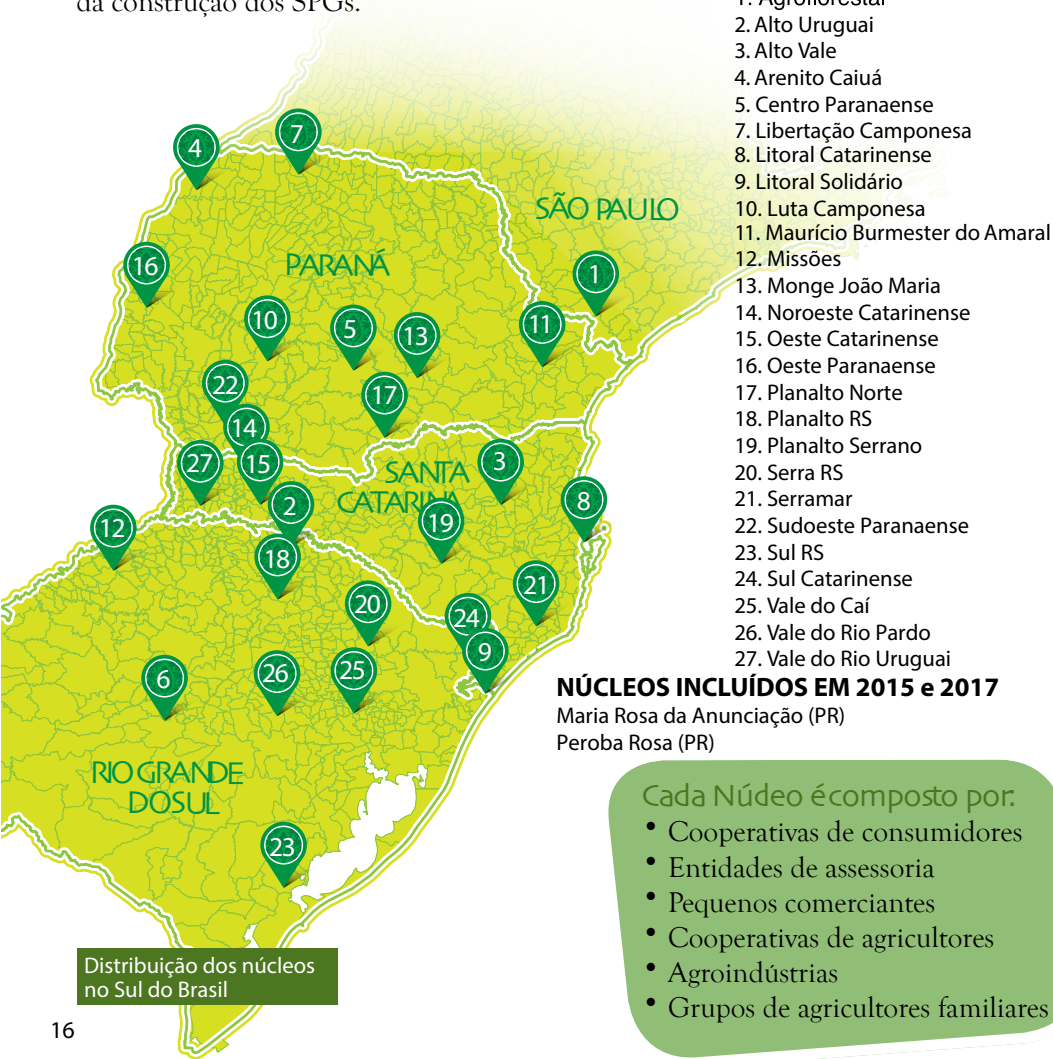 da construção dos SPGs.
1. Agroflorestal
2. Alto Uruguai
3. Alto Vale
4. Arenito Caiuá
5. Centro Paranaense
7. Libertação Camponesa
8. Litoral Catarinense
9. Litoral Solidário
10. Luta Camponesa
11. Maurício Burmester do Amaral
12. Missões
13. Monge João Maria
14. Noroeste Catarinense
15. Oeste Catarinense
16. Oeste Paranaense
17. Planalto Norte
18. Planalto RS
19. Planalto Serrano
20. Serra RS
21. Serramar
22. Sudoeste Paranaense
23. Sul RS
24. Sul Catarinense
25. Vale do Caí
26. Vale do Rio Pardo
27. Vale do Rio Uruguai
NÚCLEOS INCLUÍDOS EM 2015 e 2017
Maria Rosa da Anunciação (PR)
Peroba Rosa (PR)
7
4
SÃO PAULO
PARANÁ
16
1
10
5
13
11
22
17
14
27
15
SANTA
CATARINA
3
2
8
12
19
18
21
20
24
9
6
26
25
RIO GRANDE
DO SUL
23
Cada Núdeo é composto por:
• Cooperativas de consumidores
• Entidades de assessoria
• Pequenos comerciantes
• Cooperativas de agricultores
• Agroindústrias
• Grupos de agricultores familiares
Distribuição dos núcleos
no Sul do Brasil
16